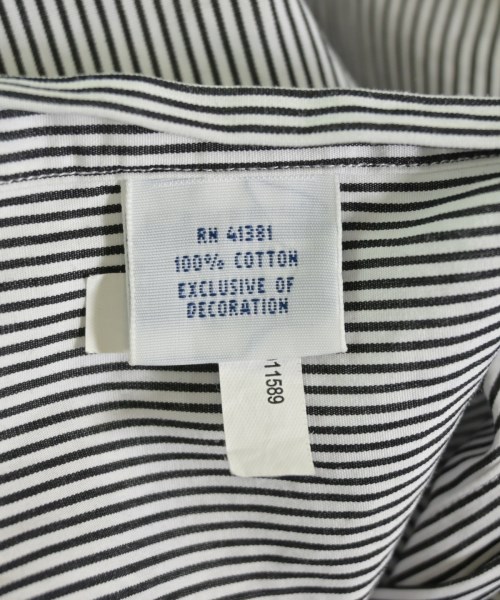 RN 41381
100% COTTON
EXCLUSIVE OF
DECORATION
11589